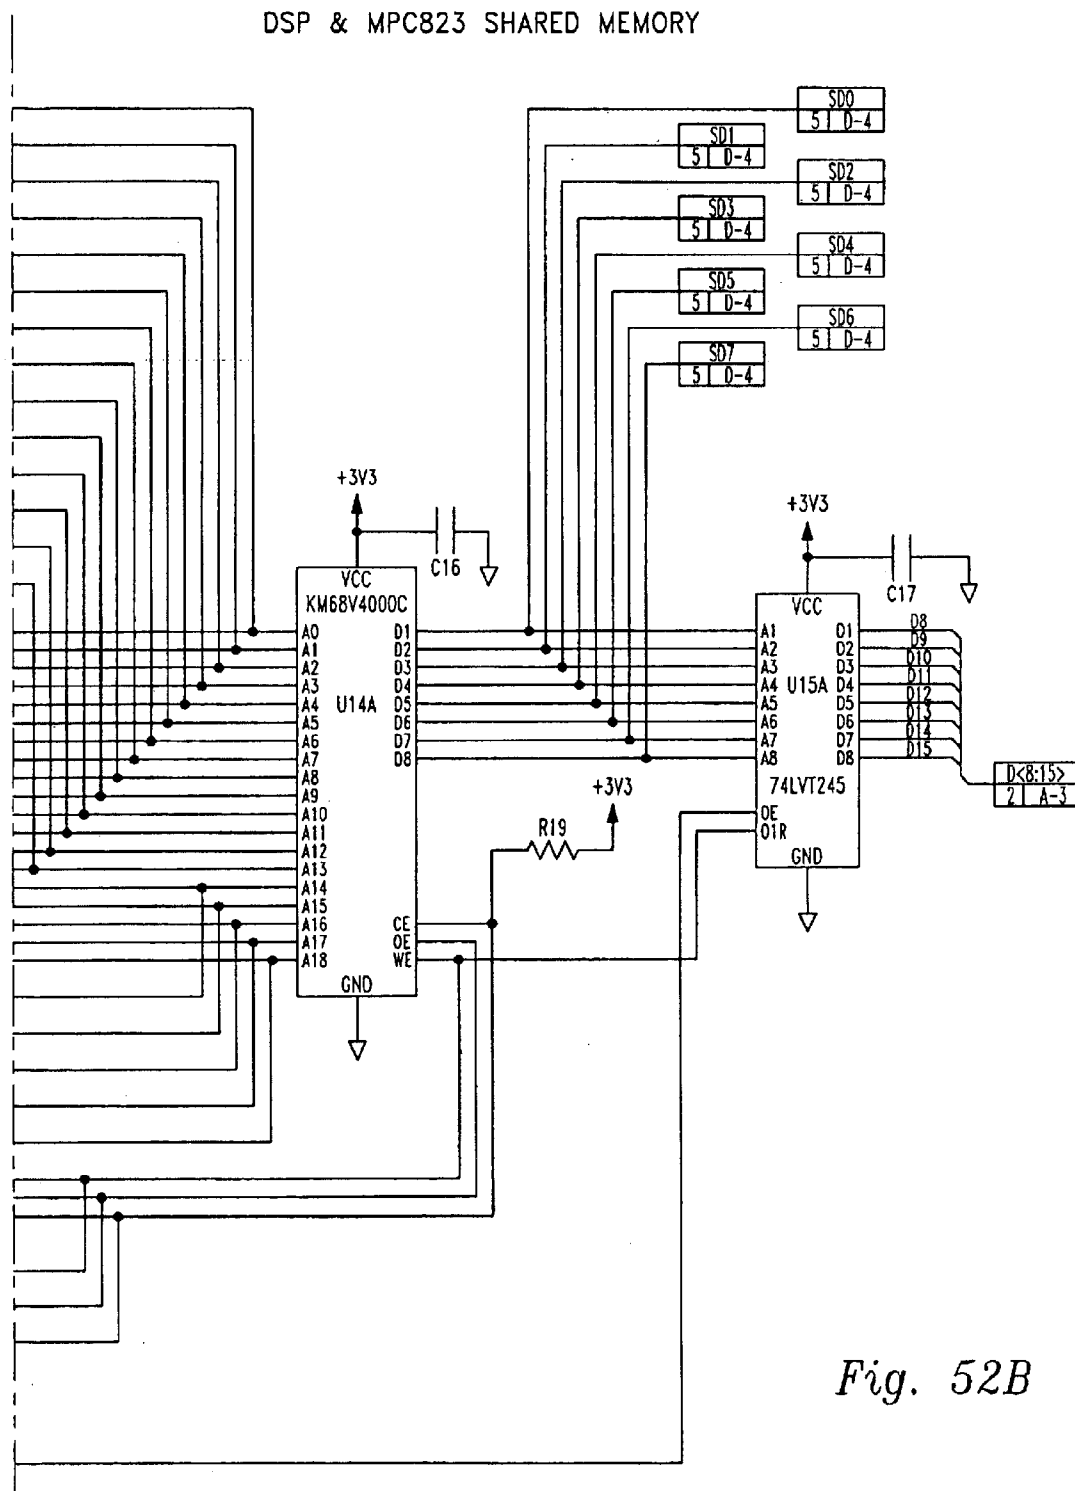 DSP & MPC823 SHARED MEMORY
SD0
5 D-4
SD1
5 D-4
SD2
5 D-4
SD3
5 D-4
SD4
5 D-4
SD5
5 D-4
SD6
5 D-4
SD7
5 D-4
+3V3
C16
VCC
KM68V4000C
U14A
A0 D1
A1 D2
A2 D3
A3 D4
A4 D5
A5 D6
A6 D7
A7 D8
A8
A9
A10
A11
A12
A13
A14
A15
A16 CE
A17 OE
A18 WE
GND
+3V3
R19
+3V3
C17
VCC
U15A
A1 O1 D8
A2 O2 D9
A3 D3 D10
A4 D4 D11
A5 D5 D12
A6 D6 D13
A7 D7 D14
A8 D8 D15
74LVT245
OE
O1R
GND
D<8:15>
2 A-3
Fig. 52B